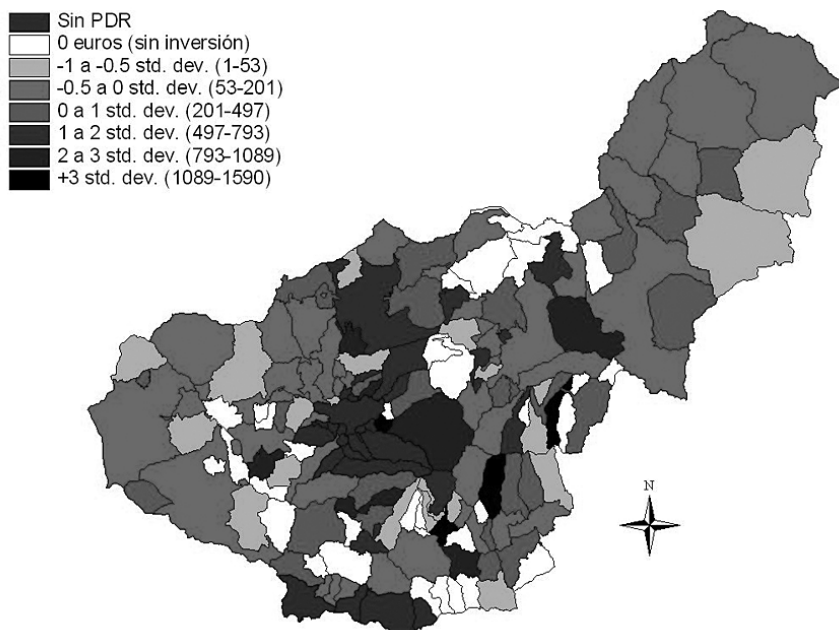 Sin PDR
0 euros (sin inversión)
-1 a -0.5 std. dev. (1-53)
-0.5 a 0 std. dev. (53-201)
0 a 1 std. dev. (201-497)
1 a 2 std. dev. (497-793)
2 a 3 std. dev. (793-1089)
+3 std. dev. (1089-1590)
N